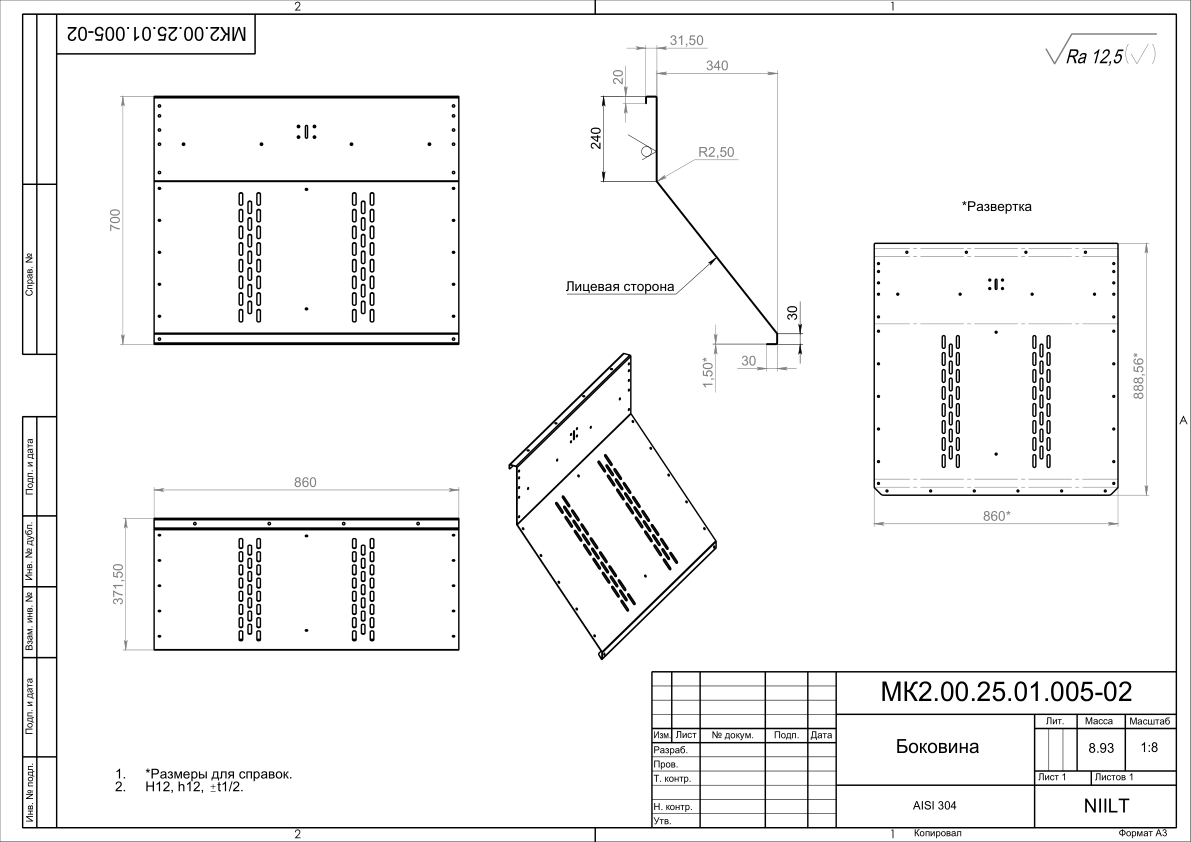 2
1
МК2.00.25.01.005-02
Справ. №
Подп. и дата
Инв. № дубл.
Взам. инв. №
Подп. и дата
Инв. № подл.
31,50
340
20
240
R2,50
Лицевая сторона
30
30
1,50*
Ra 12,5(√)
700
860
371,50
*Развертка
888,56*
860*
A
1. *Размеры для справок.
2. H12, h12, ±t1/2.
МК2.00.25.01.005-02
Изм. Лист № докум. Подп. Дата
Разраб.
Пров.
Т. контр.
Н. контр.
Утв.
Боковина
Лит. Масса Масштаб
8.93 1:8
Лист 1 Листов 1
AISI 304
NIILT
2
1
Копировал
Формат А3